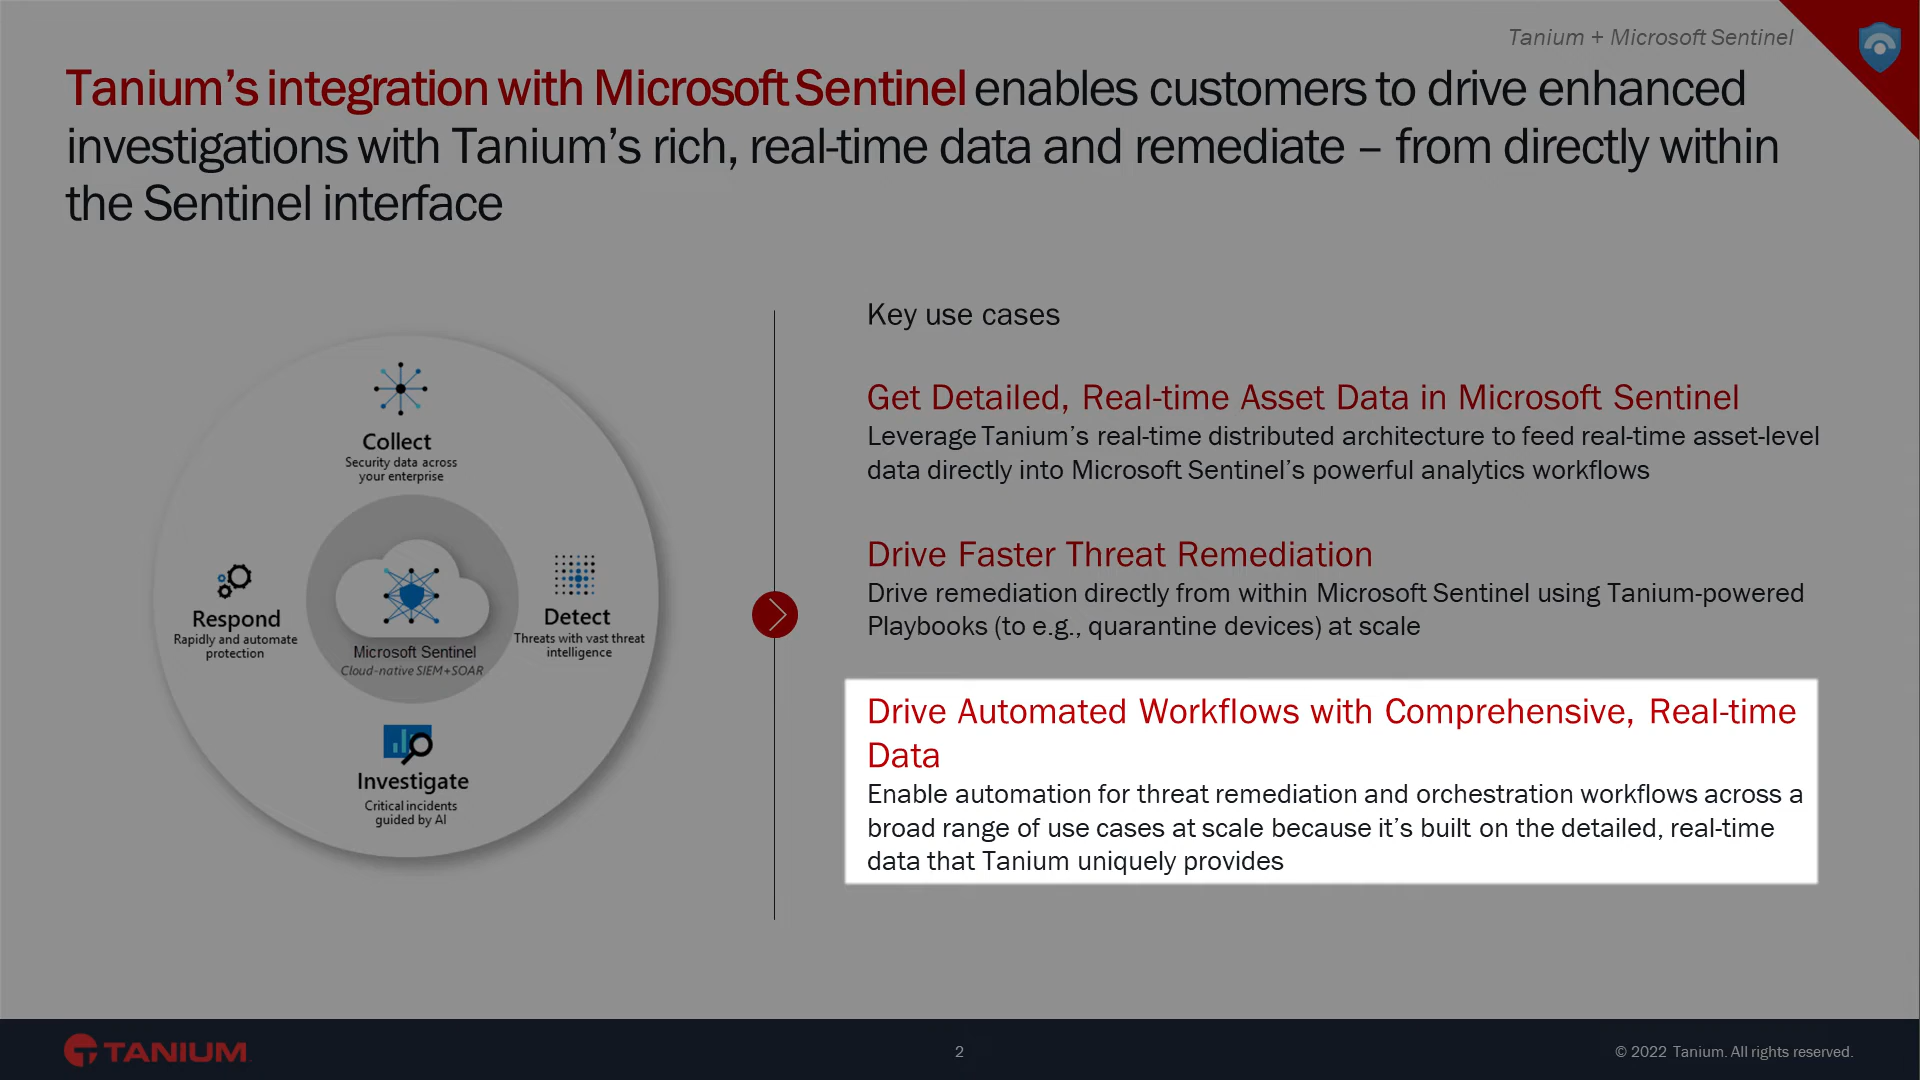 Tanium + Microsoft Sentinel
Tanium’s integration with Microsoft Sentinel enables customers to drive enhanced
investigations with Tanium’s rich, real-time data and remediate – from directly within
the Sentinel interface
Collect
Security data across
your enterprise
Respond
Rapidly and automate
protection
Detect
Threats with vast threat
intelligence
Microsoft Sentinel
Cloud-native SIEM+SOAR
Investigate
Critical incidents
guided by AI
Key use cases
Get Detailed, Real-time Asset Data in Microsoft Sentinel
Leverage Tanium’s real-time distributed architecture to feed real-time asset-level
data directly into Microsoft Sentinel’s powerful analytics workflows
Drive Faster Threat Remediation
Drive remediation directly from within Microsoft Sentinel using Tanium-powered
Playbooks (to e.g., quarantine devices) at scale
Drive Automated Workflows with Comprehensive, Real-time
Data
Enable automation for threat remediation and orchestration workflows across a
broad range of use cases at scale because it’s built on the detailed, real-time
data that Tanium uniquely provides
TANIUM
2
© 2022 Tanium. All rights reserved.